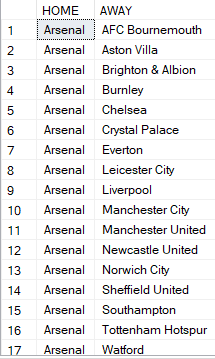 HOME AWAY
1 Arsenal AFC Bournemouth
2 Arsenal Aston Villa
3 Arsenal Brighton & Albion
4 Arsenal Burnley
5 Arsenal Chelsea
6 Arsenal Crystal Palace
7 Arsenal Everton
8 Arsenal Leicester City
9 Arsenal Liverpool
10 Arsenal Manchester City
11 Arsenal Manchester United
12 Arsenal Newcastle United
13 Arsenal Norwich City
14 Arsenal Sheffield United
15 Arsenal Southampton
16 Arsenal Tottenham Hotspur
17 Arsenal Watford